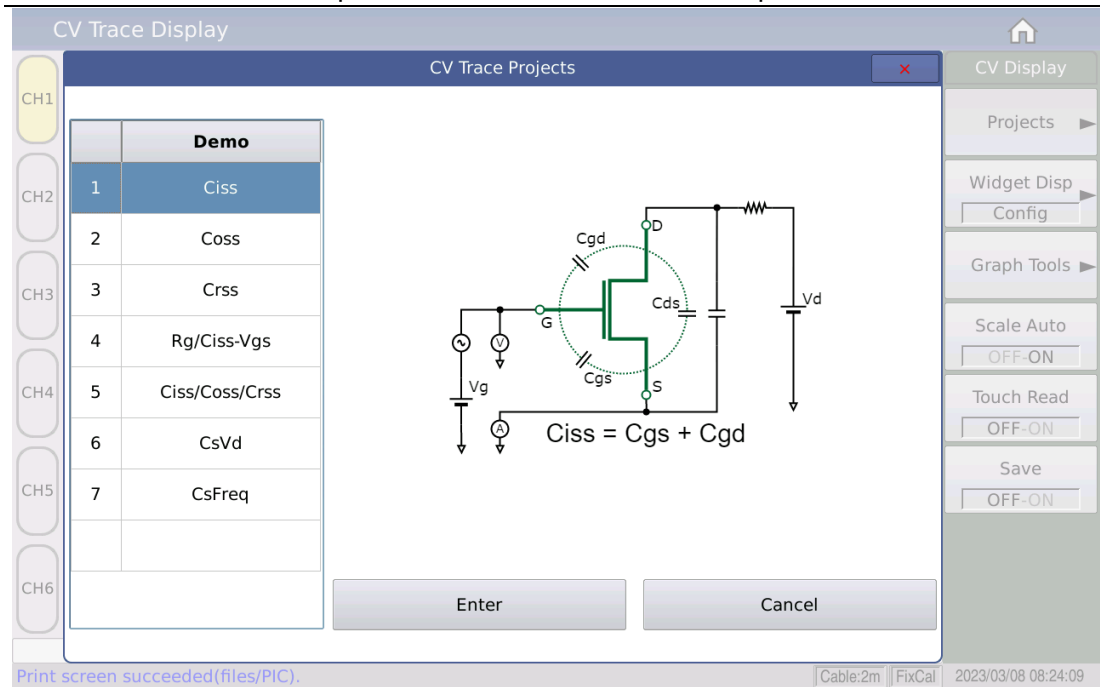 CV Trace Display
CV Trace Projects
×
CV Display
CH1
CH2
CH3
CH4
CH5
CH6
Demo
1 Ciss
2 Coss
3 Crss
4 Rg/Ciss-Vgs
5 Ciss/Coss/Crss
6 CsVd
7 CsFreq
D
Cgd
Cds
Vd
G
V
Cgs
S
Vg
A
Ciss = Cgs + Cgd
Enter
Cancel
Projects
Widget Disp
Config
Graph Tools
Scale Auto
OFF-ON
Touch Read
OFF-ON
Save
OFF-ON
Print screen succeeded(files/PIC).
Cable:2m
FixCal
2023/03/08 08:24:09